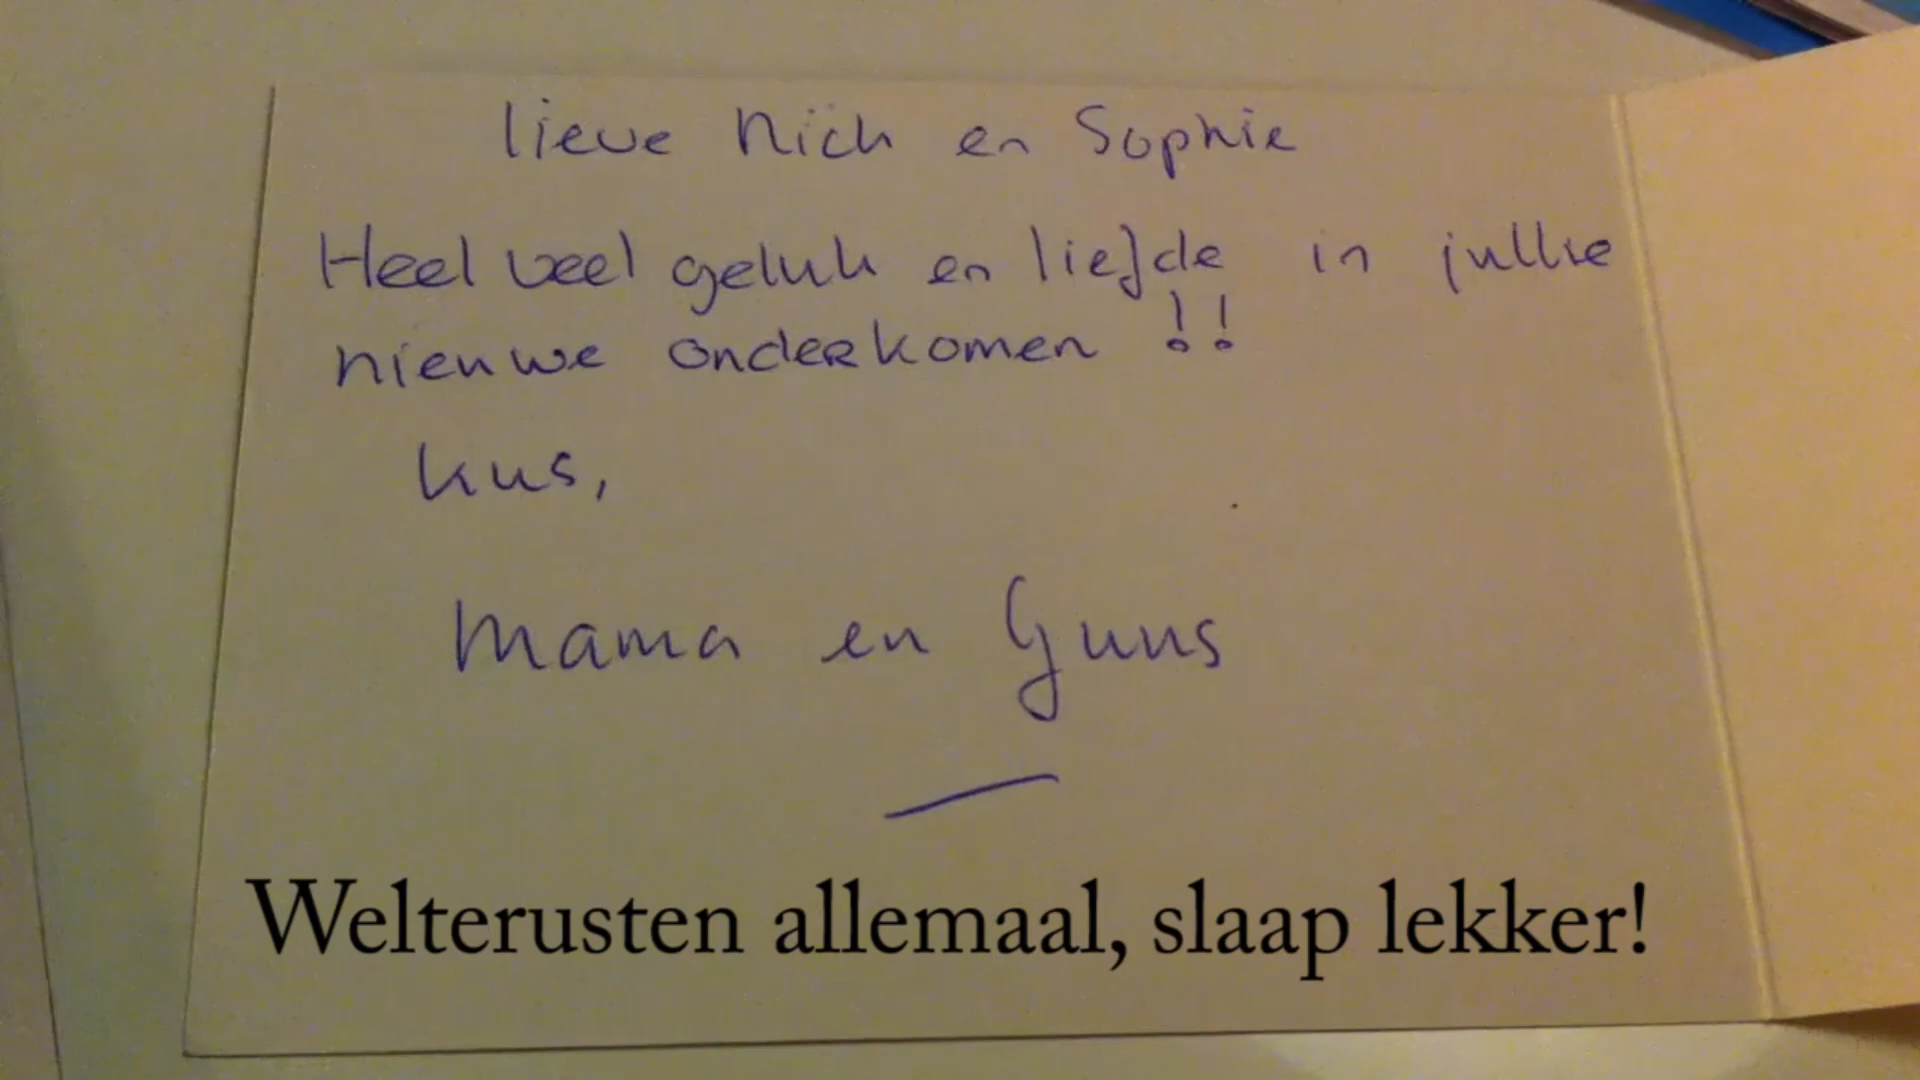 lieve Nich en Sophie
Heel veel geluk en liefde in jullie
nieuwe onderkomen !!
kus,
Mama en Guus
Welterusten allemaal, slaap lekker!